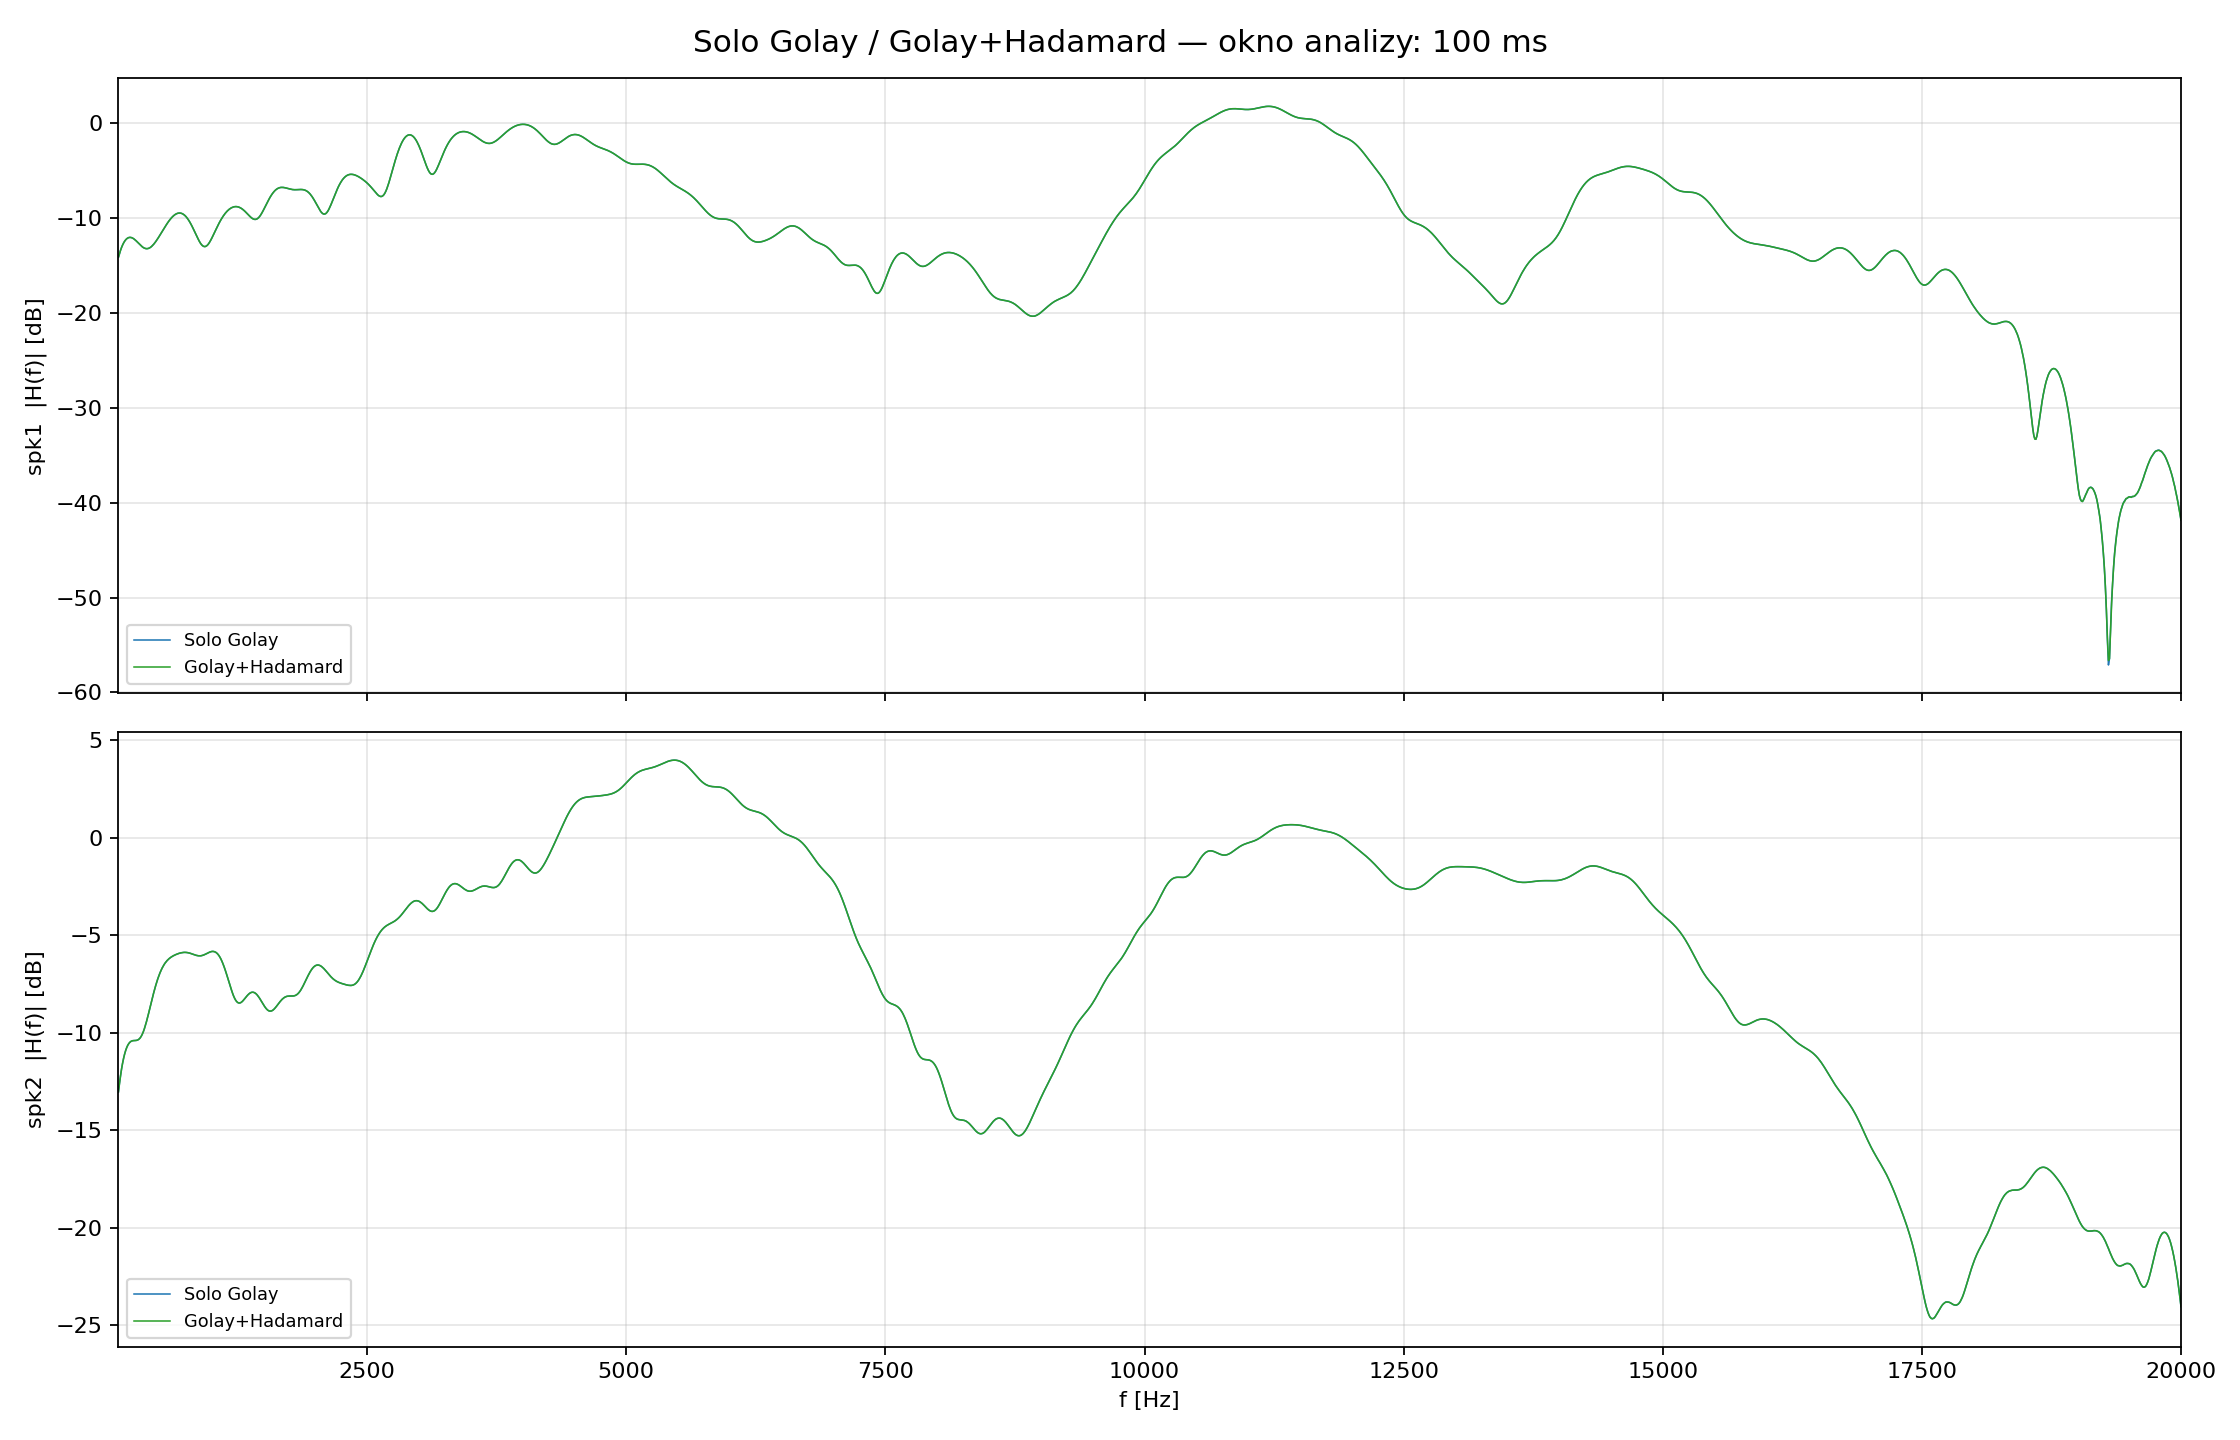 Solo Golay / Golay+Hadamard — okno analizy: 100 ms
spk1 |H(f)| [dB]
0
−10
−20
−30
−40
−50
−60
Solo Golay
Golay+Hadamard
spk2 |H(f)| [dB]
5
0
−5
−10
−15
−20
−25
Solo Golay
Golay+Hadamard
2500 5000 7500 10000 12500 15000 17500 20000
f [Hz]